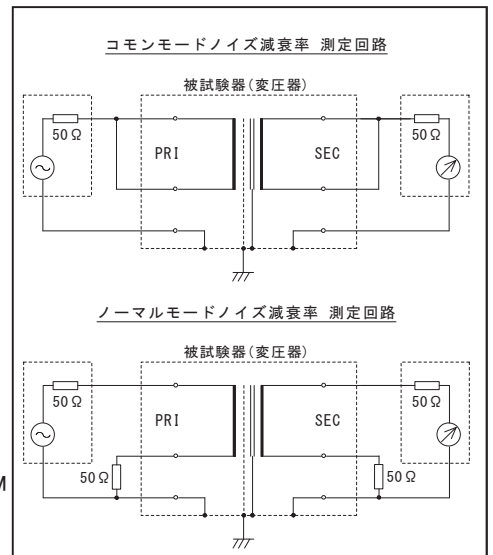 コモンモードノイズ減衰率 測定回路
被試験器(変圧器)
50Ω
PRI
SEC
50Ω
ノーマルモードノイズ減衰率 測定回路
被試験器(変圧器)
50Ω
PRI
SEC
50Ω
50Ω
50Ω
M